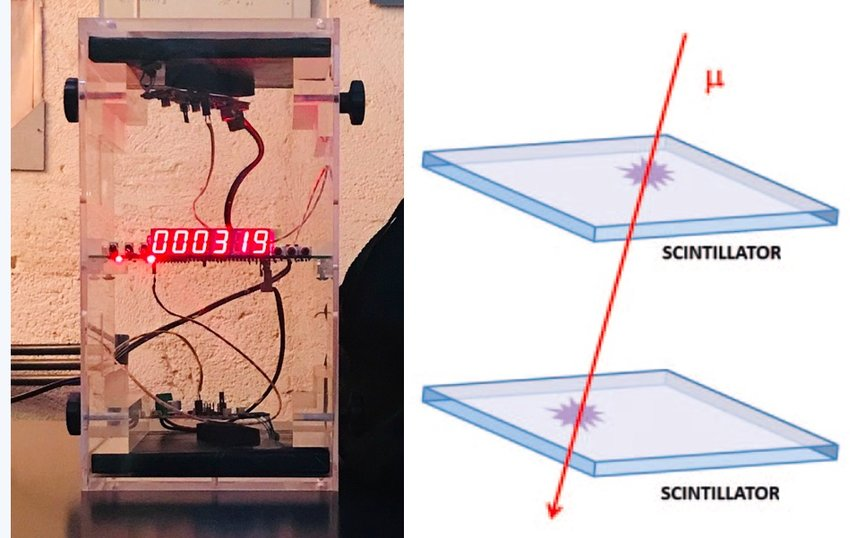 000319
μ
SCINTILLATOR
SCINTILLATOR